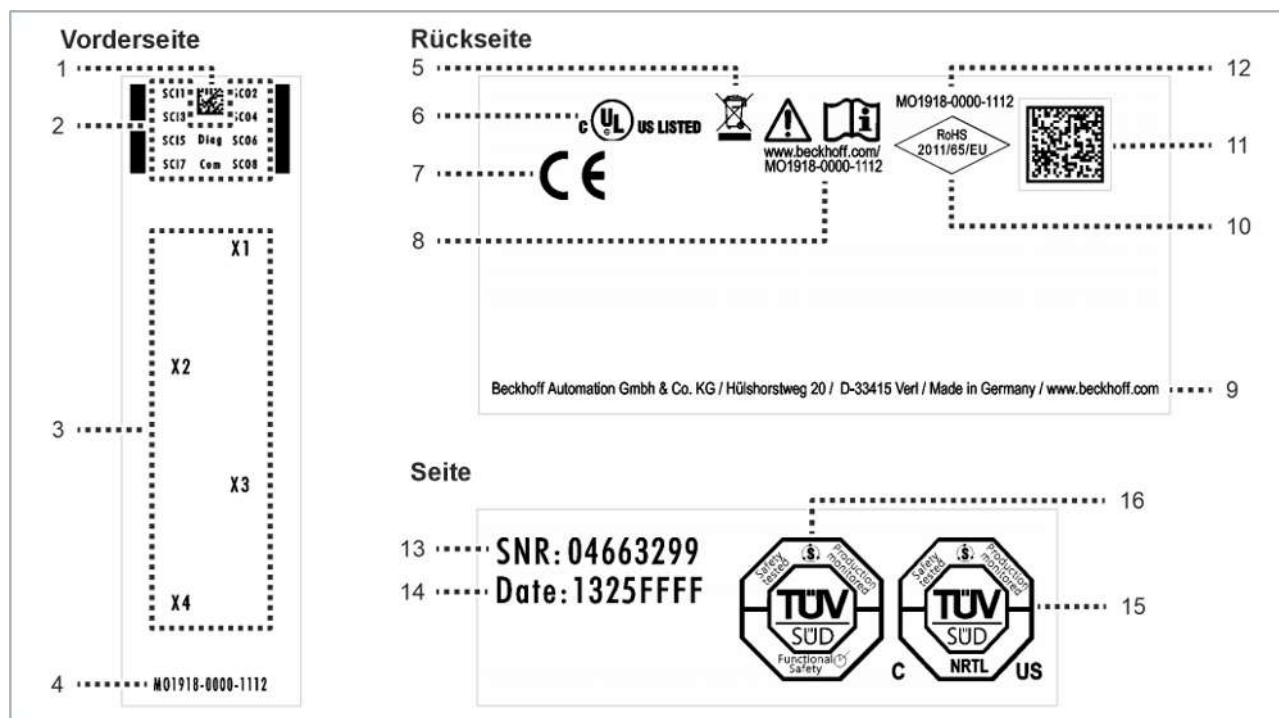 Vorderseite
1
2
SCI1 SCO2
SCI3 SCO4
SCI5 Diag SCO6
SCI7 Com SCO8
3
X1
X2
X3
X4
4
MO1918-0000-1112
Rückseite
5
6
C UL US LISTED
7
CE
www.beckhoff.com/
MO1918-0000-1112
8
12
MO1918-0000-1112
RoHS
2011/65/EU
11
10
Beckhoff Automation Gmbh & Co. KG / Hülshorstweg 20 / D-33415 Verl / Made in Germany / www.beckhoff.com
9
Seite
13
SNR: 04663299
14
Date:1325FFFF
16
Safety
tested
S
Production
monitored
TÜV
SÜD
Functional
Safety
Safety
tested
S
Production
monitored
TÜV
SÜD
C NRTL US
15